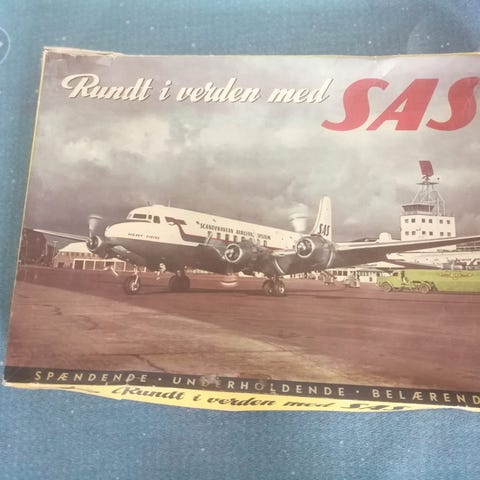 Rundt i verden med SAS
SCANDINAVIAN AIRLINES SYSTEM
SAS
SPÆNDENDE · UNDERHOLDENDE · BELÆREND
Rundt i verden med SAS